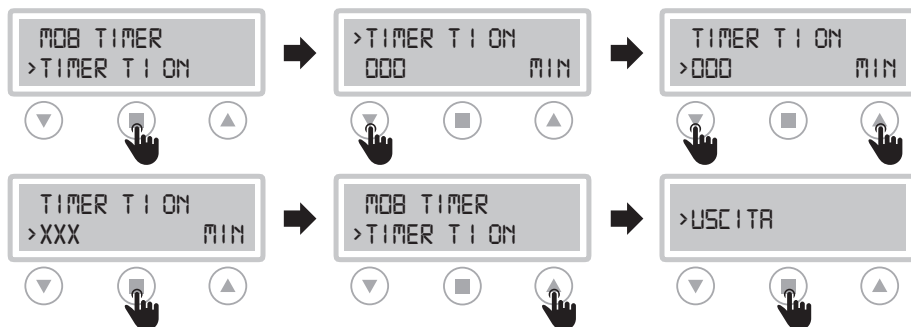 MOB TIMER
>TIMER T1 ON
>TIMER T1 ON
000 MIN
TIMER T1 ON
>000 MIN
TIMER T1 ON
>XXX MIN
MOB TIMER
>TIMER T1 ON
>USCITA